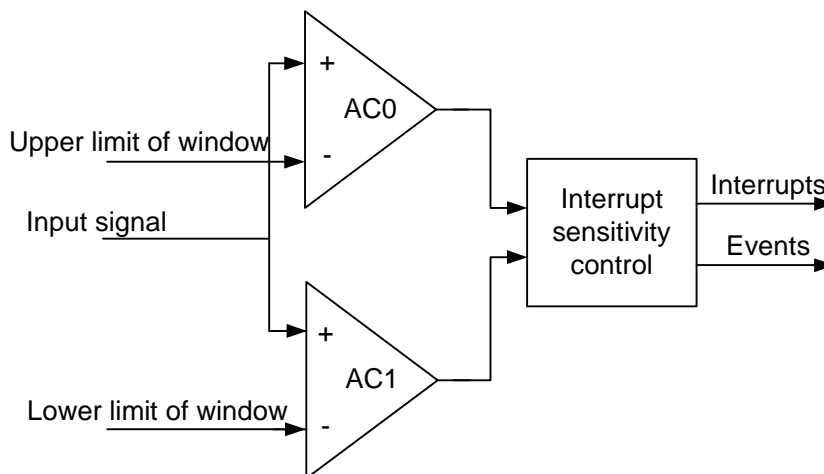 +
AC0
Upper limit of window
-
Input signal
Interrupt
sensitivity
control
Interrupts
Events
+
AC1
Lower limit of window
-